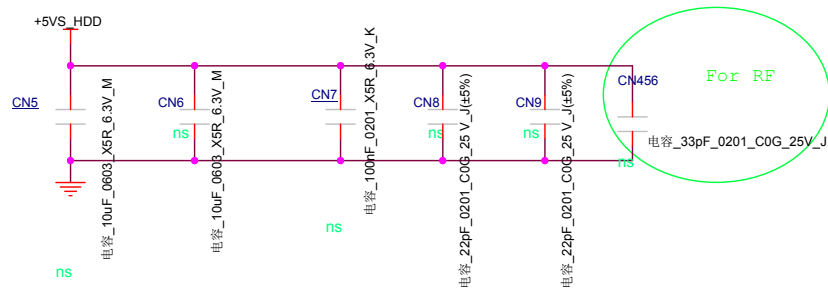 +5VS_HDD
CN5
电容_10uF_0603_X5R_6.3V_M
ns
CN6
电容_10uF_0603_X5R_6.3V_M
ns
CN7
电容_100nF_0201_X5R_6.3V_K
ns
CN8
电容_22pF_0201_C0G_25 V_J(±5%)
ns
CN9
电容_22pF_0201_C0G_25 V_J(±5%)
ns
For RF
CN456
电容_33pF_0201_C0G_25V_J
ns